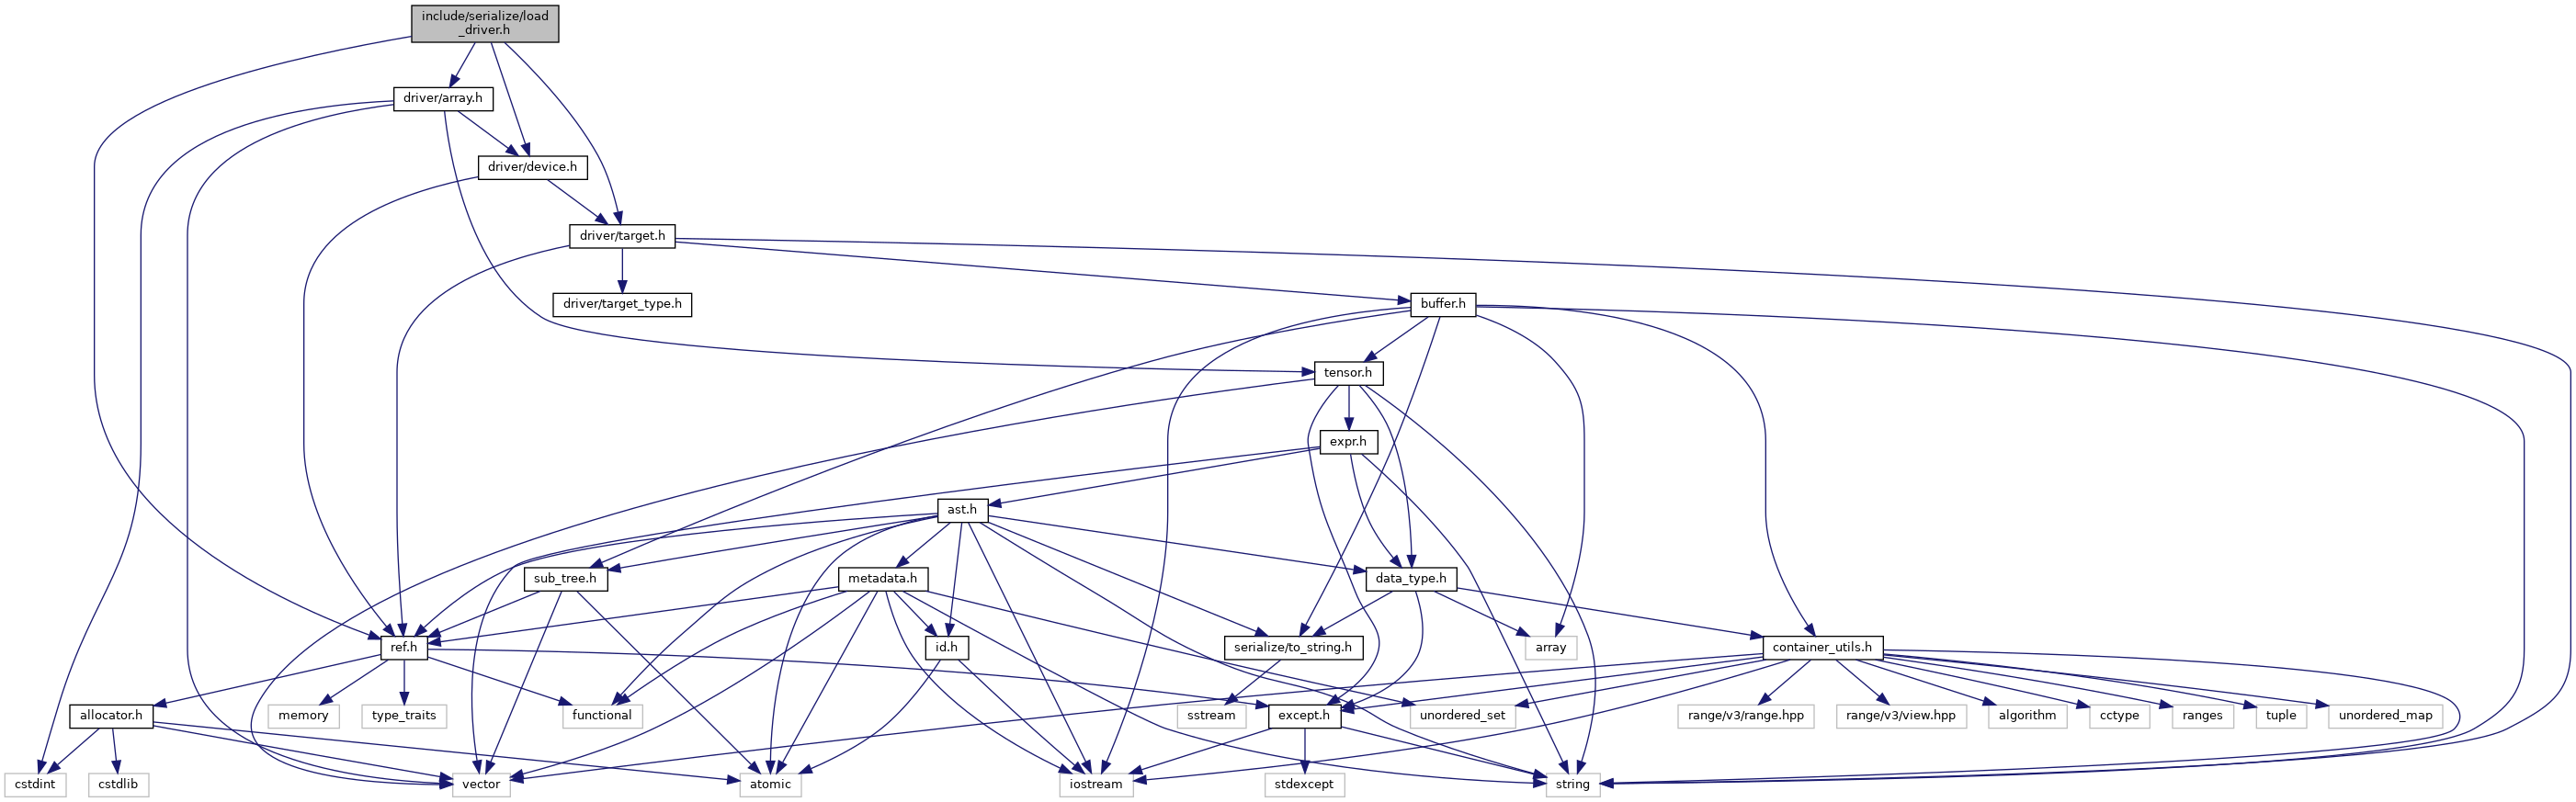 include/serialize/load
_driver.h
driver/array.h
driver/device.h
driver/target.h
driver/target_type.h
buffer.h
tensor.h
expr.h
ast.h
sub_tree.h
metadata.h
data_type.h
ref.h
id.h
serialize/to_string.h
array
container_utils.h
allocator.h
memory
type_traits
functional
sstream
except.h
unordered_set
range/v3/range.hpp
range/v3/view.hpp
algorithm
cctype
ranges
tuple
unordered_map
cstdint
cstdlib
vector
atomic
iostream
stdexcept
string